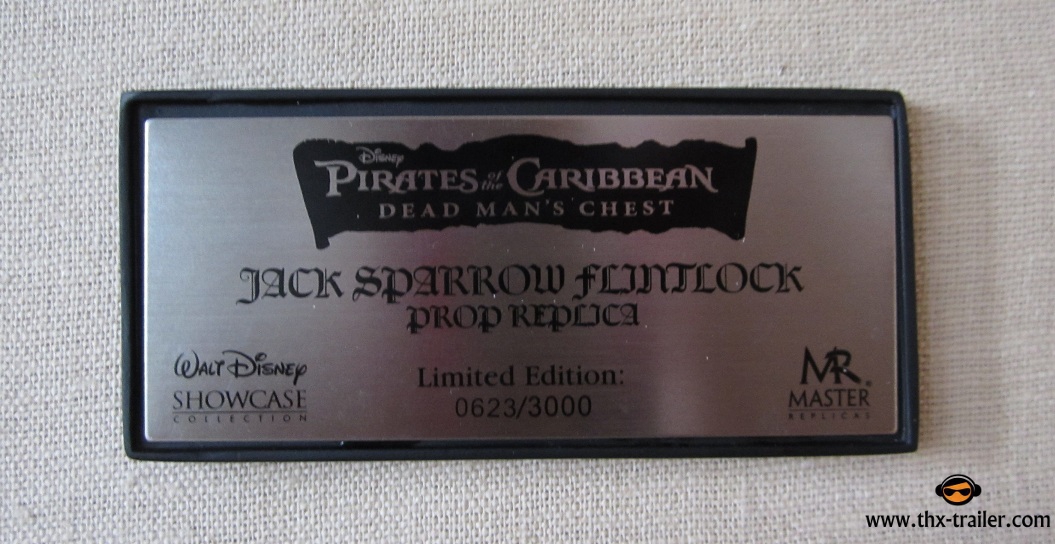 Disney
PIRATES of the CARIBBEAN
DEAD MAN'S CHEST
JACK SPARROW FLINTLOCK
PROP REPLICA
WALT DISNEY
SHOWCASE
COLLECTION
Limited Edition:
0623/3000
MR®
MASTER
REPLICAS
www.thx-trailer.com